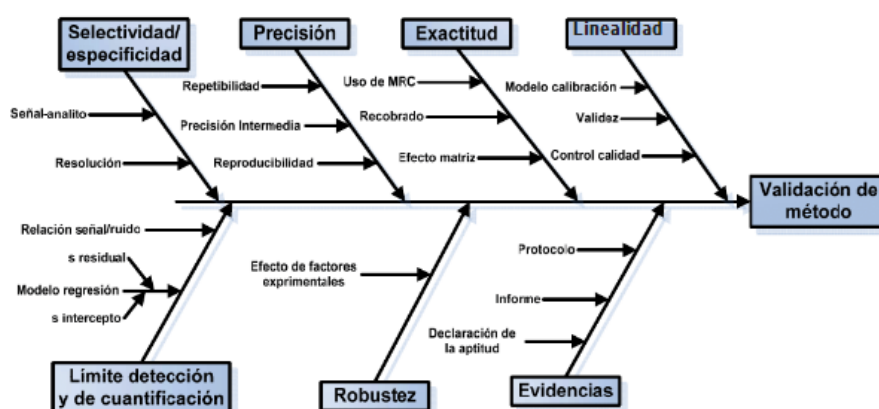 Selectividad/
especificidad
Precisión
Exactitud
Linealidad
Señal-analito
Resolución
Repetibilidad
Precisión Intermedia
Reproducibilidad
Uso de MRC
Recobrado
Efecto matriz
Modelo calibración
Validez
Control calidad
Validación de
método
Relación señal/ruido
s residual
Modelo regresión
s intercepto
Efecto de factores
exprimentales
Protocolo
Informe
Declaración de
la aptitud
Limite detección
y de cuantificación
Robustez
Evidencias